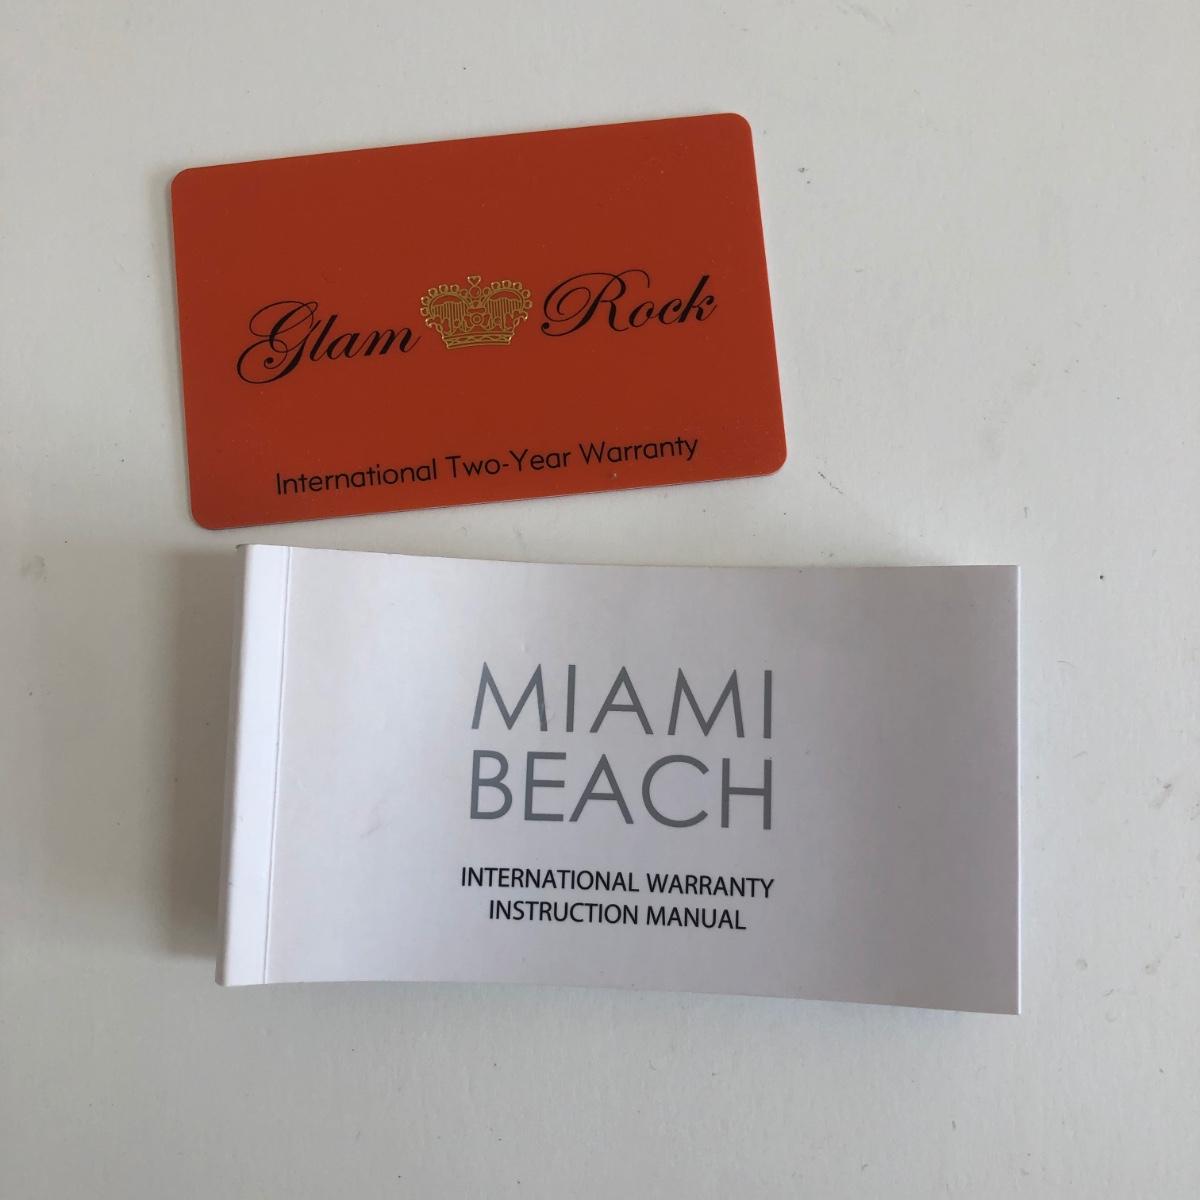 Glam Rock
International Two-Year Warranty
MIAMI
BEACH
INTERNATIONAL WARRANTY
INSTRUCTION MANUAL